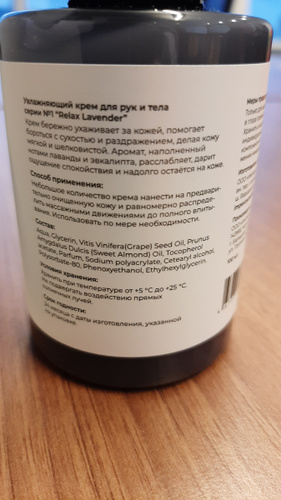 Увлажняющий крем для рук и тела
серии №1 "Relax Lavender"
Крем бережно ухаживает за кожей, помогает
бороться с сухостью и раздражением, делая кожу
мягкой и шелковистой. Аромат, наполненный
нотами лаванды и эвкалипта, расслабляет, дарит
ощущение спокойствия и надолго остаётся на коже.
Способ применения:
Небольшое количество крема нанести на предвари-
тельно очищенную кожу и равномерно распреде-
лить массажными движениями до полного впиты-
вания. Использовать по мере необходимости.
Состав:
Aqua, Glycerin, Vitis Vinifera(Grape) Seed Oil, Prunus
Amygdalus Dulcis (Sweet Almond) Oil, Tocopherol
acetate, Parfum, Sodium polyacrylate, Cetearyl alcohol,
Polysorbate-80, Phenoxyethanol, Ethylhexylglycerin.
Условия хранения:
Хранить при температуре от +5 °C до +25 °C
Не подвергать воздействию прямых
солнечных лучей.
Срок годности:
24 месяца с даты изготовления, указанной
на упаковке.
Меры